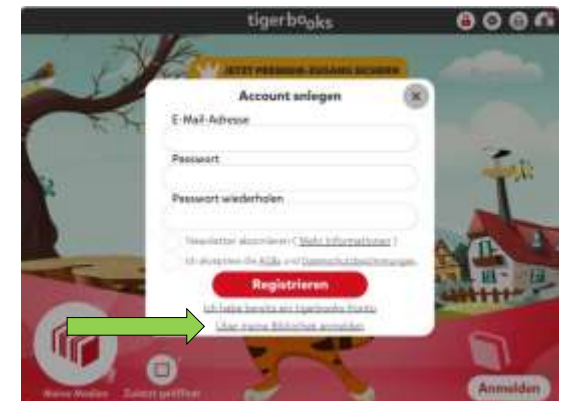 tigerbooks
JETZT PREMIUM-ZUGANG SICHERN
Account anlegen
E-Mail-Adresse
Passwort
Passwort wiederholen
Newsletter abonnieren ( Mehr Informationen )
Ich akzeptiere die AGBs und Datenschutzbestimmungen.
Registrieren
Ich habe bereits ein tigerbooks Konto
Über meine Bibliothek anmelden
Meine Medien
Zuletzt geöffnet
Anmelden